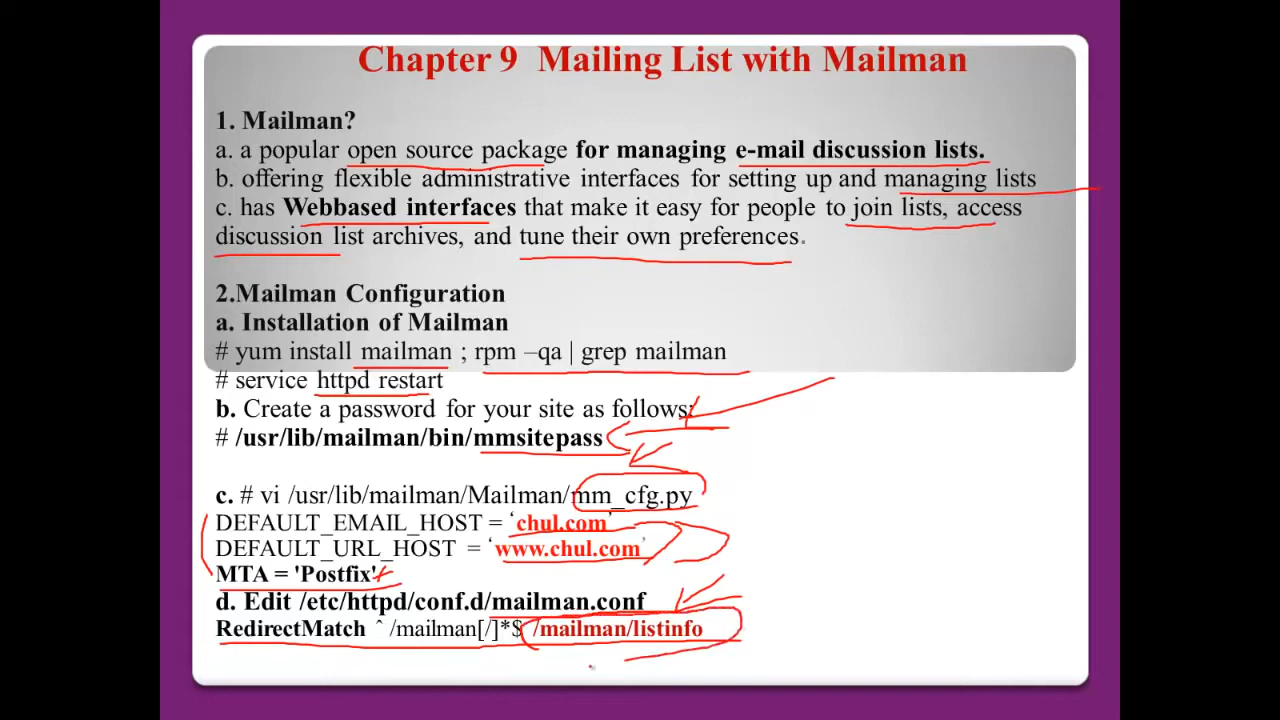 Chapter 9 Mailing List with Mailman
1. Mailman?
a. a popular open source package for managing e-mail discussion lists.
b. offering flexible administrative interfaces for setting up and managing lists
c. has Webbased interfaces that make it easy for people to join lists, access
discussion list archives, and tune their own preferences.
2.Mailman Configuration
a. Installation of Mailman
# yum install mailman ; rpm –qa | grep mailman
# service httpd restart
b. Create a password for your site as follows:
# /usr/lib/mailman/bin/mmsitepass
c. # vi /usr/lib/mailman/Mailman/mm_cfg.py
DEFAULT_EMAIL_HOST = ‘chul.com’
DEFAULT_URL_HOST = ‘www.chul.com’
MTA = 'Postfix'
d. Edit /etc/httpd/conf.d/mailman.conf
RedirectMatch ˆ /mailman[/]*$ /mailman/listinfo